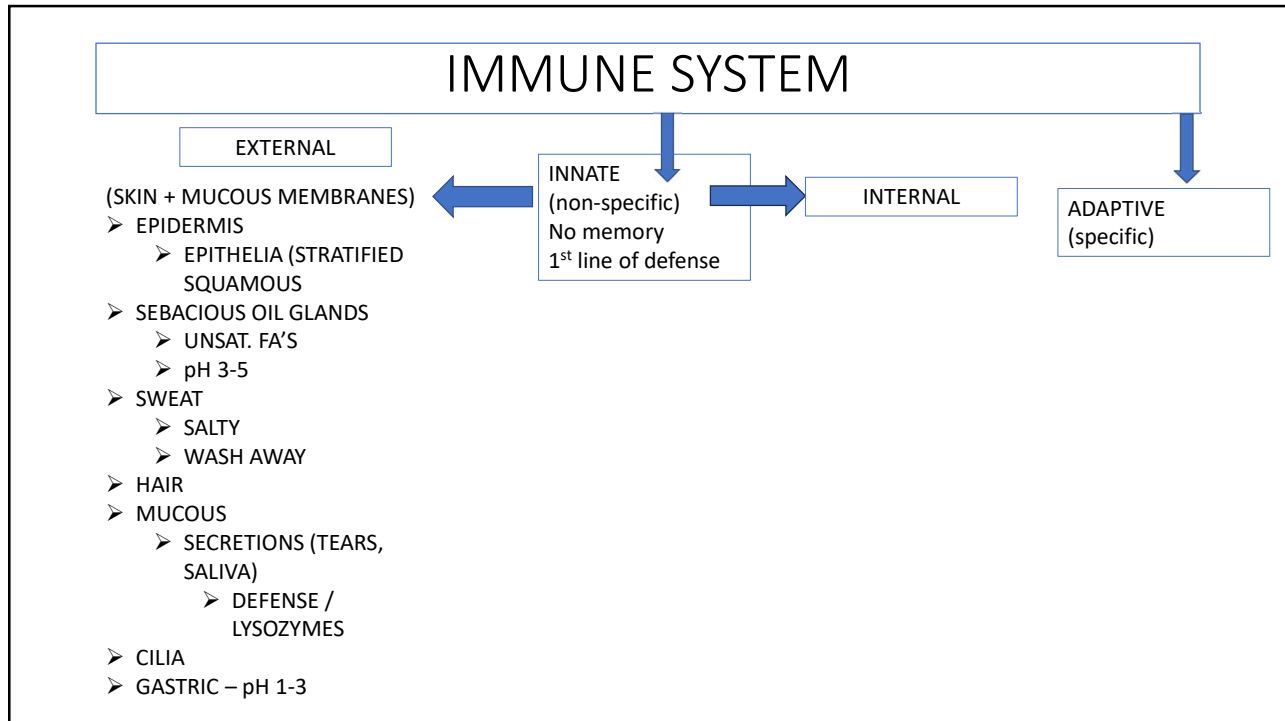 IMMUNE SYSTEM
EXTERNAL
(SKIN + MUCOUS MEMBRANES)
➢ EPIDERMIS
➢ EPITHELIA (STRATIFIED
SQUAMOUS
➢ SEBACIOUS OIL GLANDS
➢ UNSAT. FA’S
➢ pH 3-5
➢ SWEAT
➢ SALTY
➢ WASH AWAY
➢ HAIR
➢ MUCOUS
➢ SECRETIONS (TEARS,
SALIVA)
➢ DEFENSE /
LYSOZYMES
➢ CILIA
➢ GASTRIC – pH 1-3
INNATE
(non-specific)
No memory
1st line of defense
INTERNAL
ADAPTIVE
(specific)